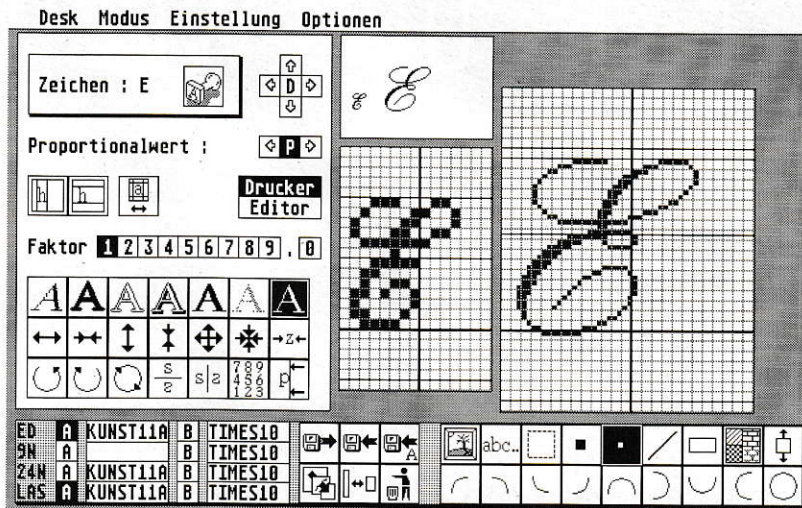 Desk Modus Einstellung Optionen
Zeichen : E
D
Proportionalwert :
P
h h a
Drucker
Editor
Faktor 1 2 3 4 5 6 7 8 9 . 0
A A A A A A A
→z←
s s s|s 789 p
456
123
ED A KUNST11A B TIMES10
9N A B TIMES10
24N A KUNST11A B TIMES10
LAS A KUNST11A B TIMES10
A
abc..
E E